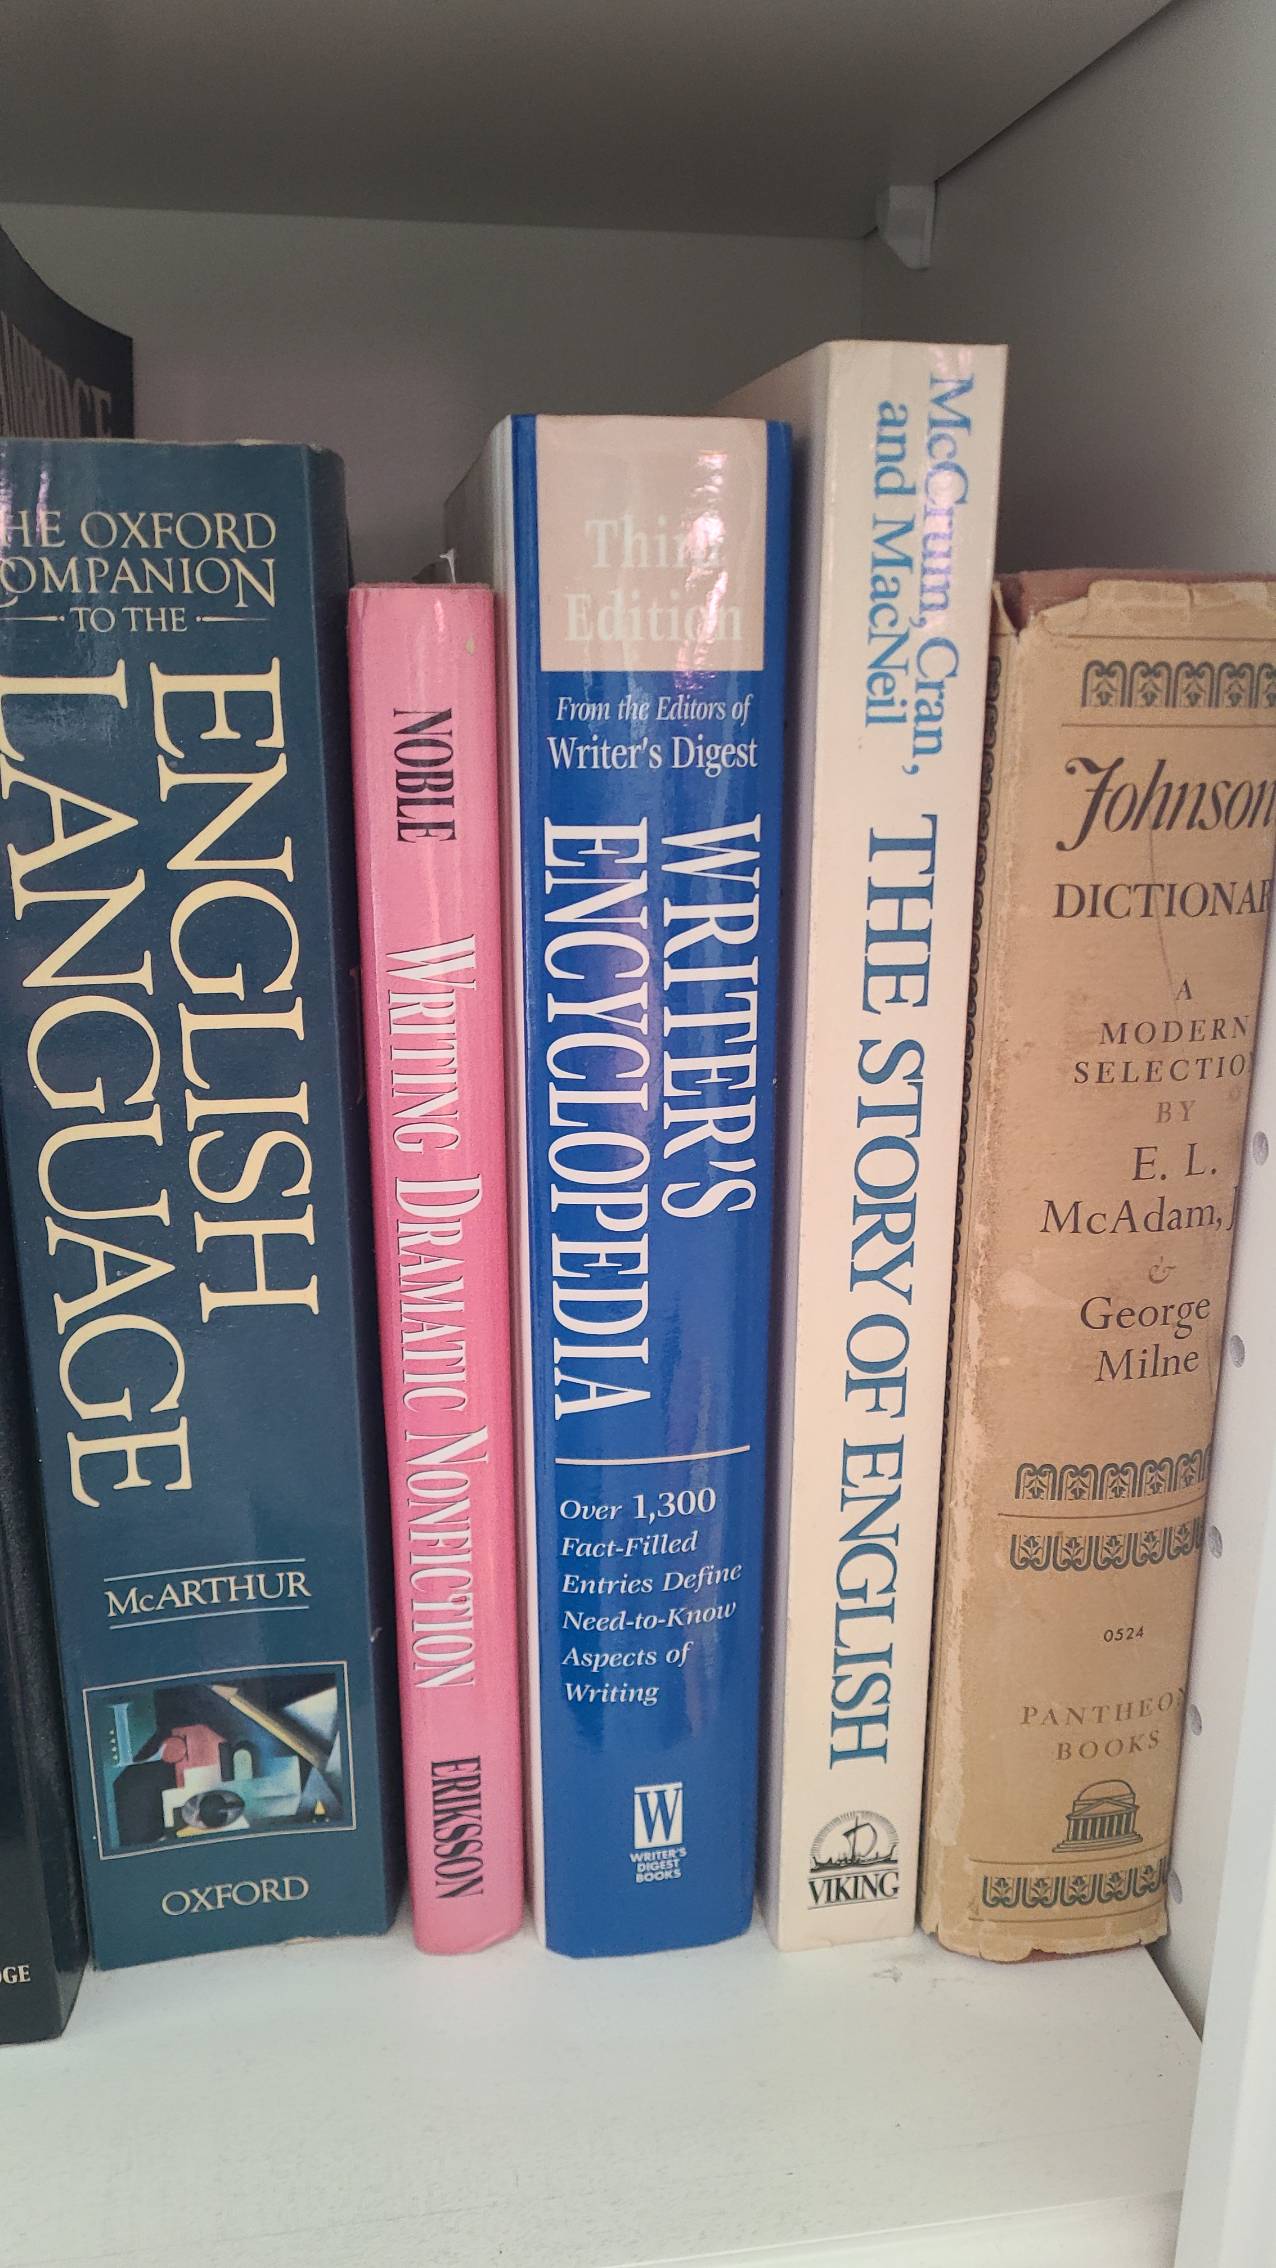 HE OXFORD
COMPANION
TO THE
ENGLISH
LANGUAGE
McARTHUR
OXFORD
NOBLE
WRITING DRAMATIC NONFICTION
ERIKSSON
Third
Edition
From the Editors of
Writer's Digest
WRITER'S
ENCYCLOPEDIA
Over 1,300
Fact-Filled
Entries Define
Need-to-Know
Aspects of
Writing
W
WRITER'S
DIGEST
BOOKS
McCrum, Cran,
and MacNeil
THE STORY OF ENGLISH
VIKING
Johnson
DICTIONAR
A
MODERN
SELECTIO
BY
E. L.
McAdam, J
&
George
Milne
0524
PANTHEON
BOOKS